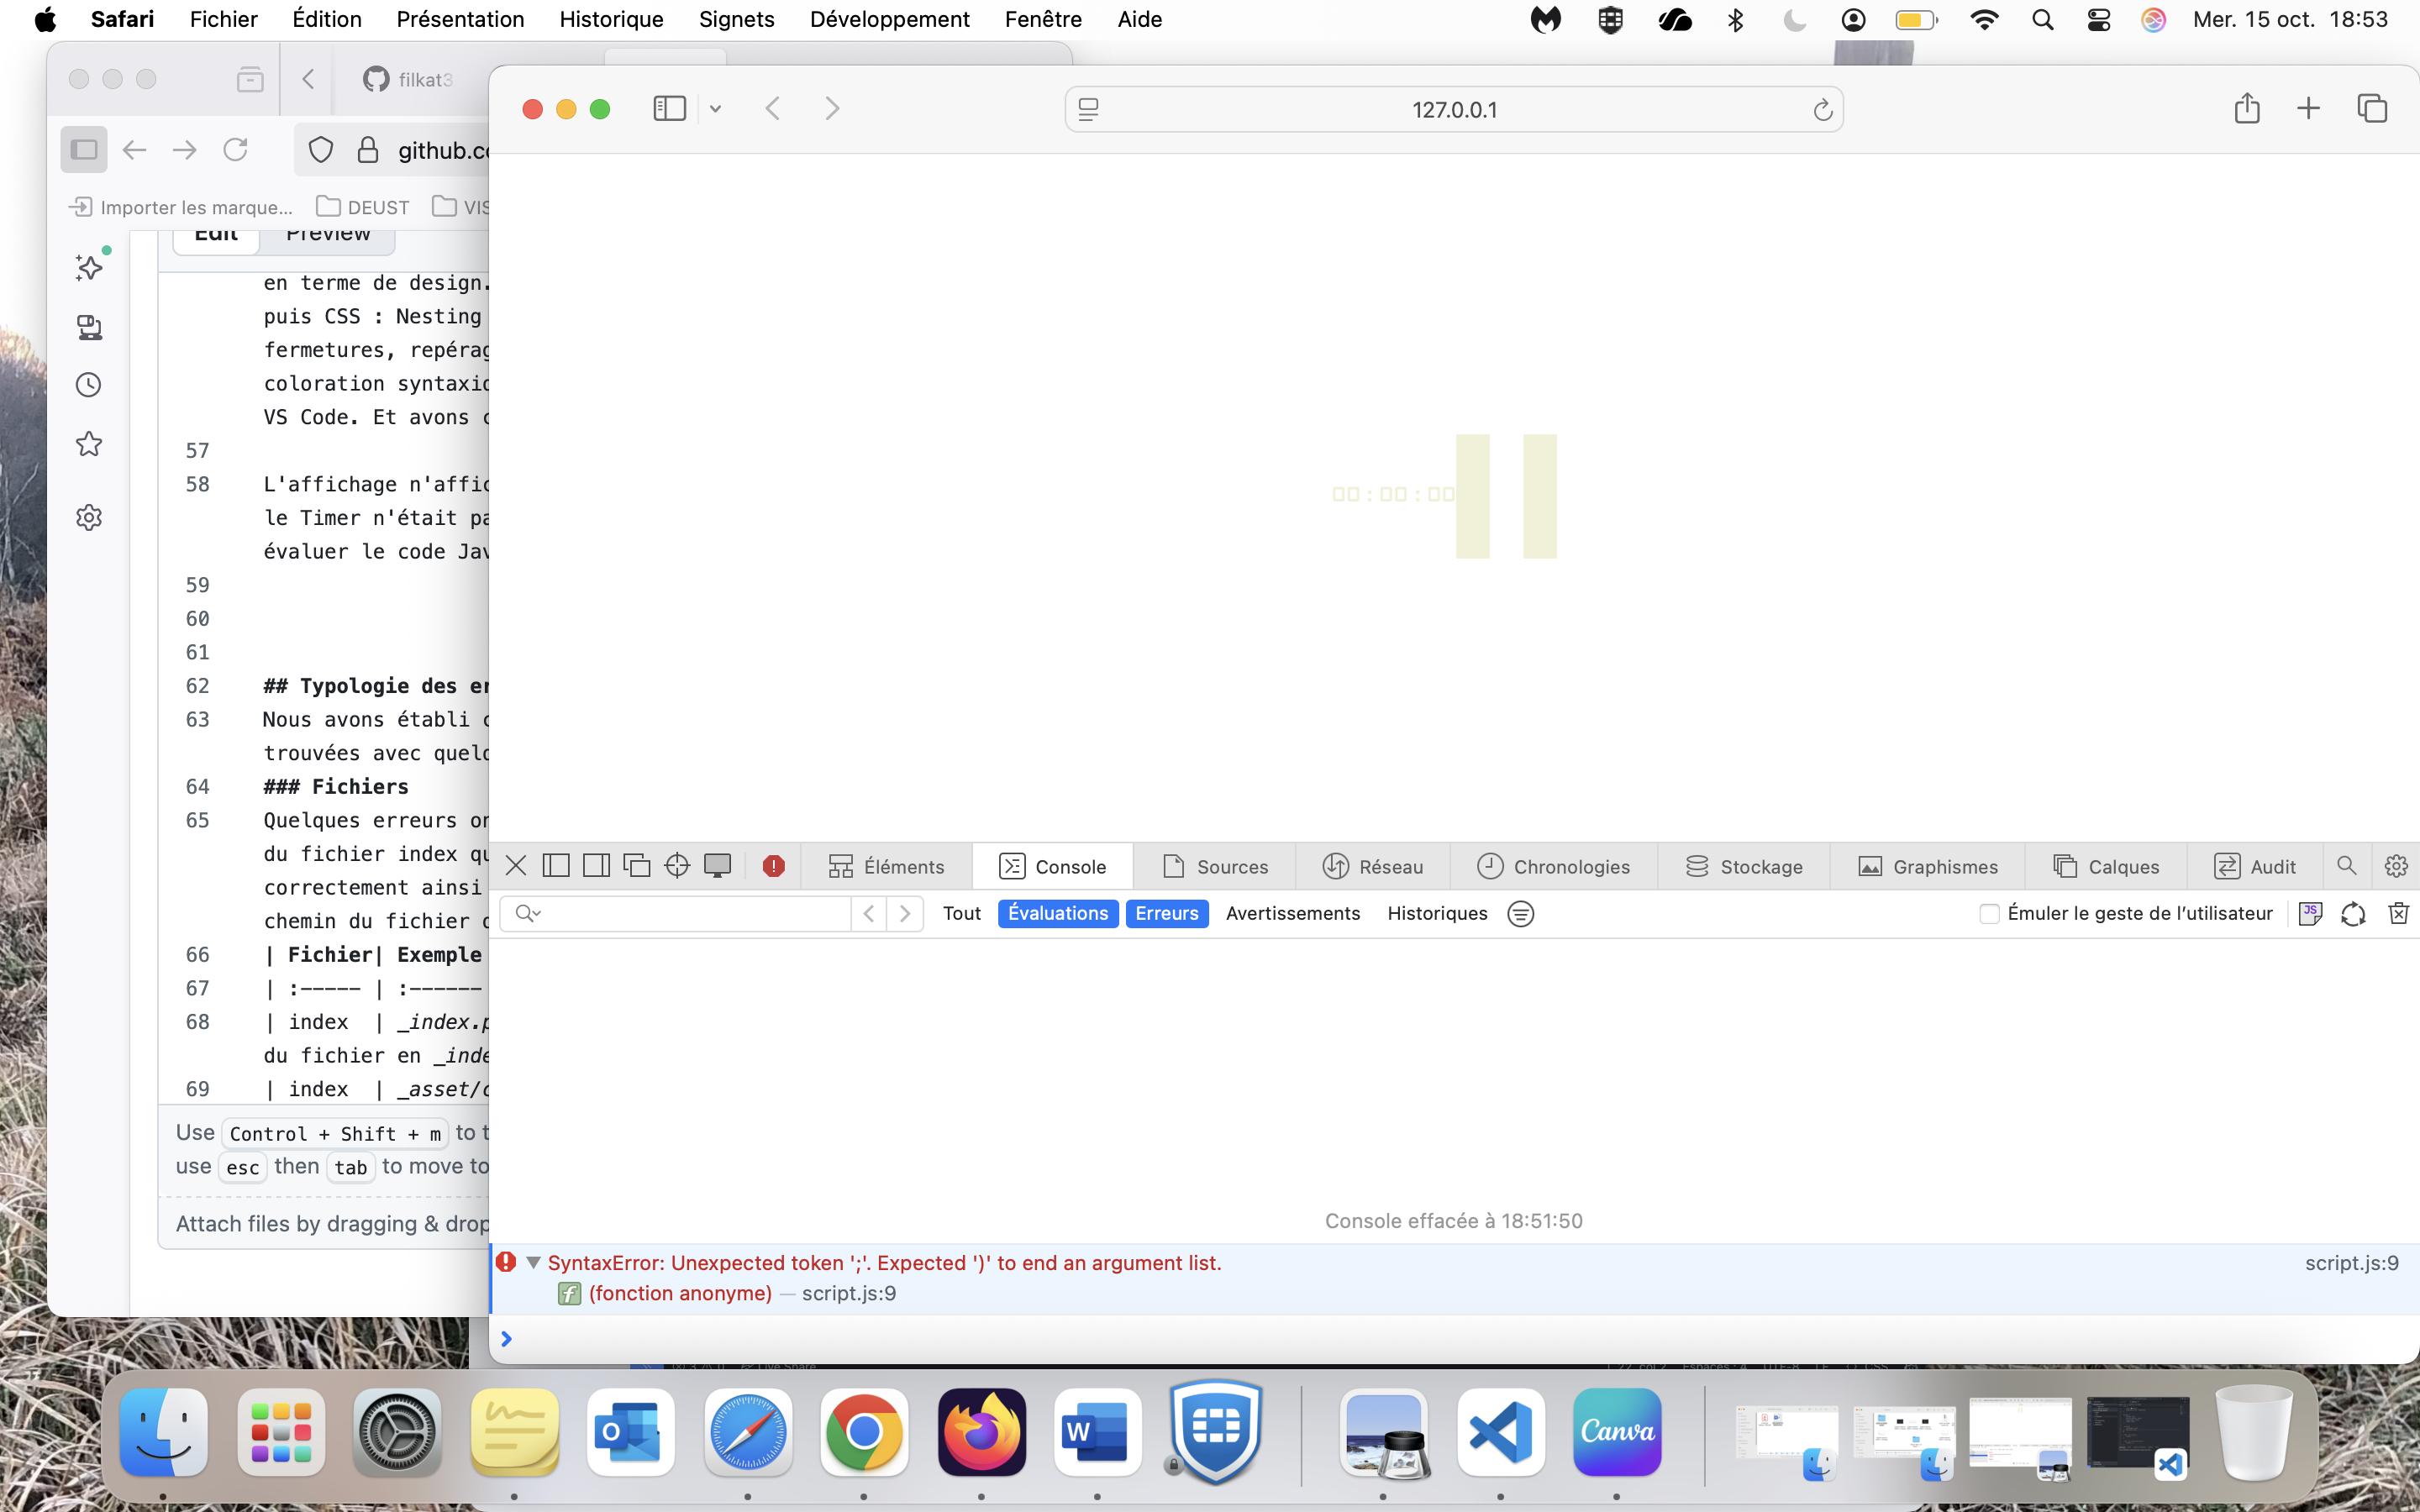 Safari Fichier Édition Présentation Historique Signets Développement Fenêtre Aide Mer. 15 oct. 18:53
filkat3
github.c
Importer les marque... DEUST VIS
Edit Preview
en terme de design.
puis CSS : Nesting
fermetures, repérag
coloration syntaxi
VS Code. Et avons
57
58 L'affichage n'affic
le Timer n'était pa
évaluer le code Jav
59
60
61
62 ## Typologie des er
63 Nous avons établi
trouvées avec quelq
64 ### Fichiers
65 Quelques erreurs on
du fichier index qu
correctement ainsi
chemin du fichier
66 | Fichier| Exemple
67 | :----- | :------
68 | index | _index.p
du fichier en _inde
69 | index | _asset/c
Use Control + Shift + m to t
use esc then tab to move to
Attach files by dragging & drop
127.0.0.1
00:00:00
Éléments Console Sources Réseau Chronologies Stockage Graphismes Calques Audit
Tout Évaluations Erreurs Avertissements Historiques Émuler le geste de l’utilisateur JS
Console effacée à 18:51:50
SyntaxError: Unexpected token ';'. Expected ')' to end an argument list. script.js:9
f (fonction anonyme) — script.js:9
O W Canva